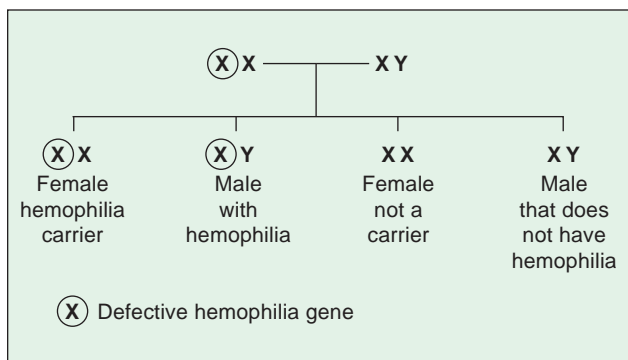 X X X Y
X X X Y X X X Y
Female Male Female Male
hemophilia with not a that does
carrier hemophilia carrier not have
hemophilia
X Defective hemophilia gene